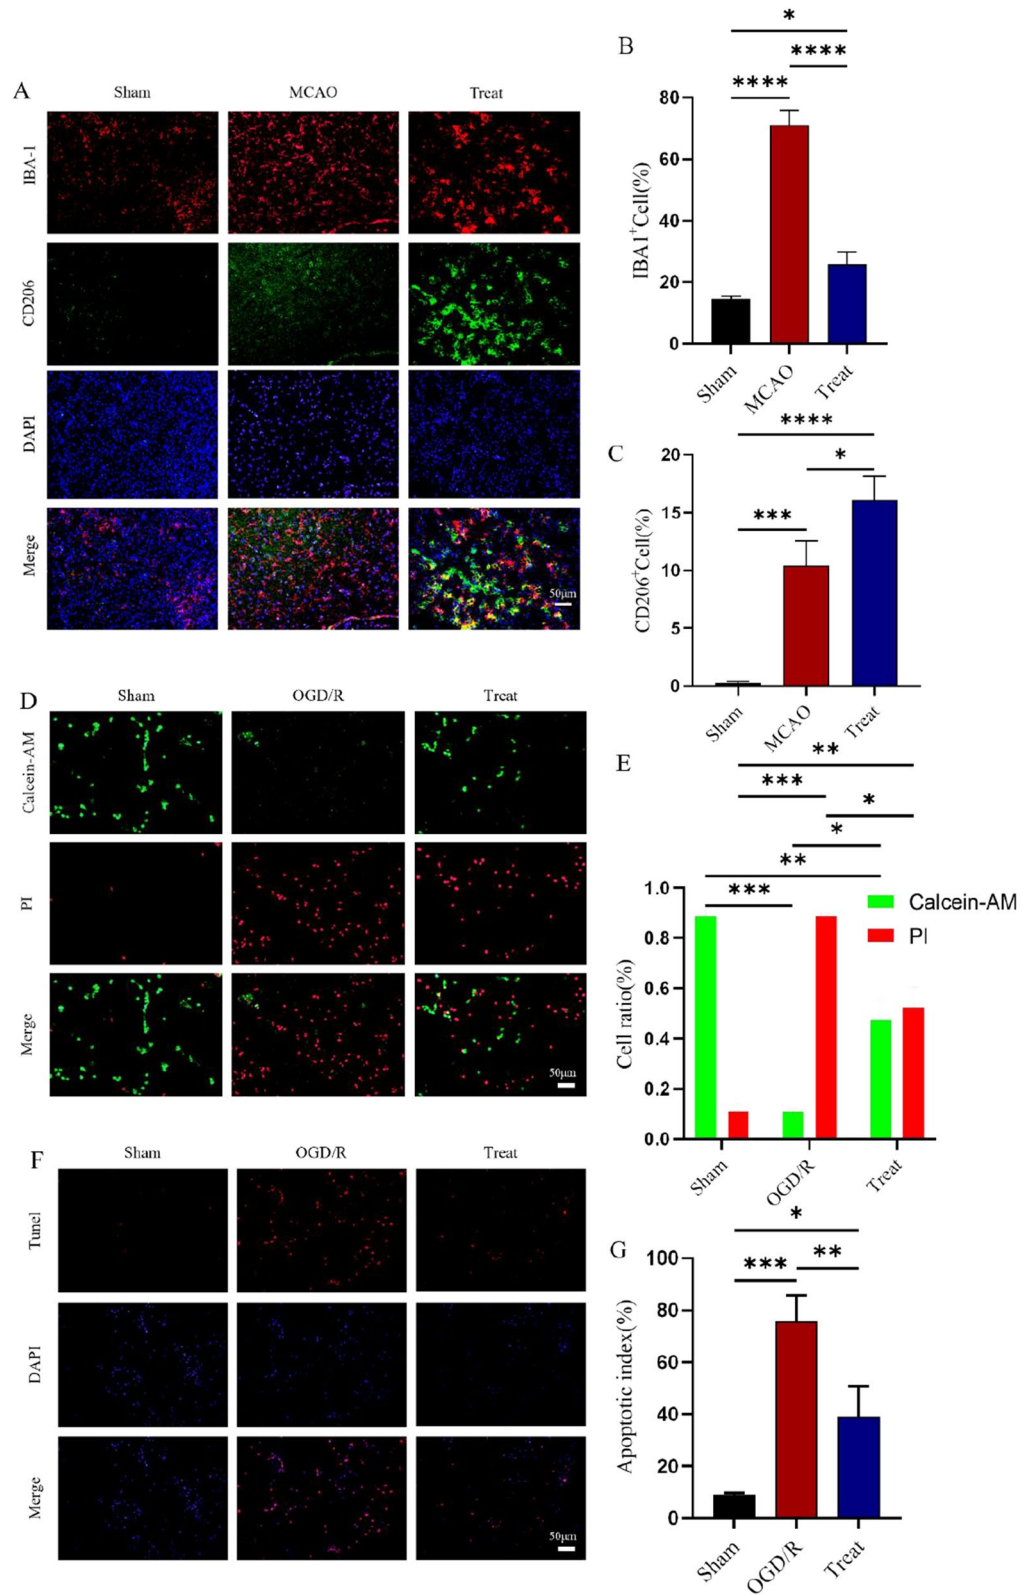 A
Sham MCAO Treat
IBA-1
CD206
DAPI
Merge
50μm
B
*
****
****
IBA1+Cell(%)
80
60
40
20
0
Sham MCAO Treat
C
****
*
***
CD206+Cell(%)
20
15
10
5
0
Sham MCAO Treat
D
Sham OGD/R Treat
Calcein-AM
PI
Merge
50μm
E
**
***
*
*
**
***
Calcein-AM
PI
Cell ratio(%)
1.0
0.8
0.6
0.4
0.2
0.0
Sham OGD/R Treat
F
Sham OGD/R Treat
Tunel
DAPI
Merge
50μm
G
*
***
**
Apoptotic index(%)
100
80
60
40
20
0
Sham OGD/R Treat